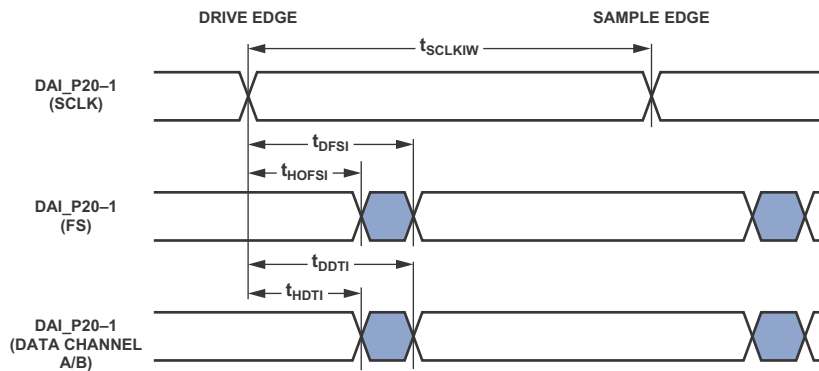 DRIVE EDGE
SAMPLE EDGE
tSCLKIW
DAI_P20–1
(SCLK)
tDFSI
tHOFSI
DAI_P20–1
(FS)
tDDTI
tHDTI
DAI_P20–1
(DATA CHANNEL
A/B)